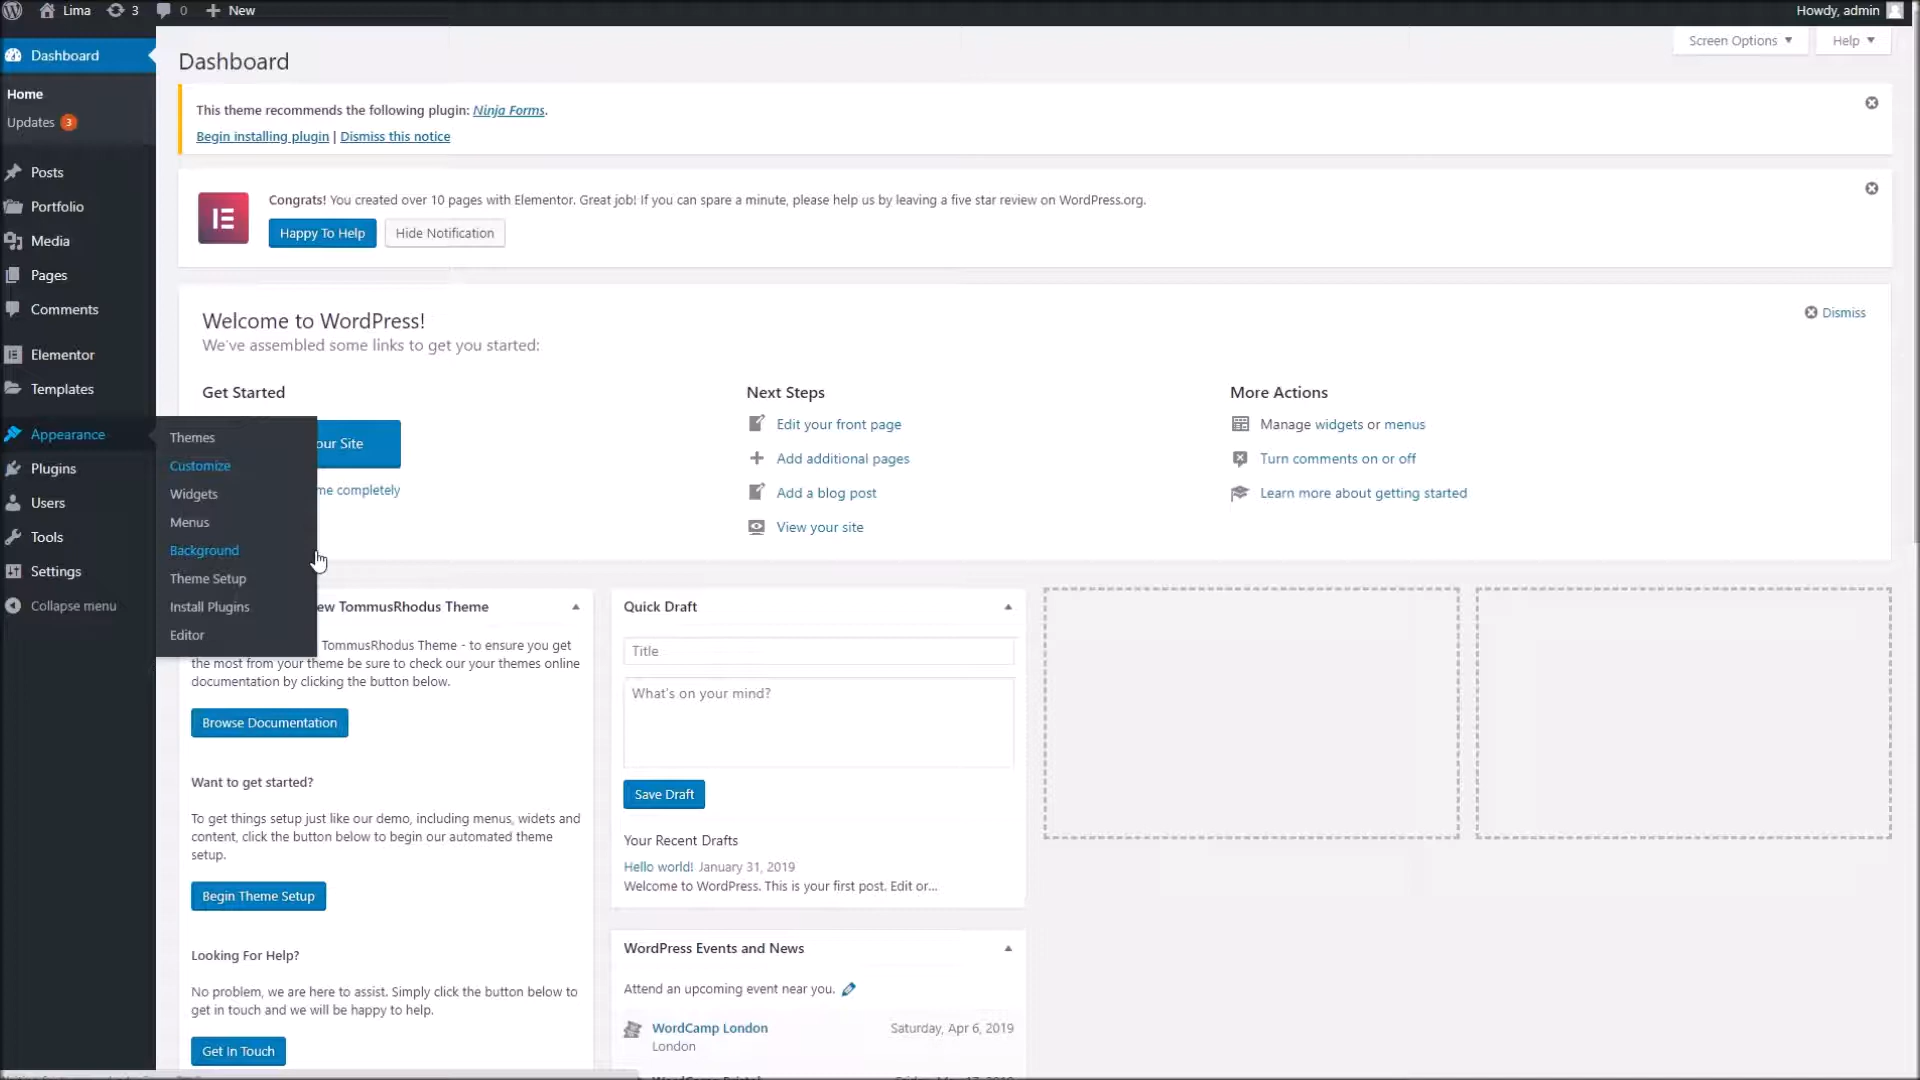 Lima
3
0
New
Howdy, admin
Dashboard
Home
Updates 3
Posts
Portfolio
Media
Pages
Comments
Elementor
Templates
Appearance
Plugins
Users
Tools
Settings
Collapse menu
Themes
Customize
Widgets
Menus
Background
Theme Setup
Install Plugins
Editor
Screen Options
Help
Dashboard
This theme recommends the following plugin: Ninja Forms.
Begin installing plugin | Dismiss this notice
Congrats! You created over 10 pages with Elementor. Great job! If you can spare a minute, please help us by leaving a five star review on WordPress.org.
Happy To Help
Hide Notification
Welcome to WordPress!
We've assembled some links to get you started:
Dismiss
Get Started
our Site
me completely
Next Steps
Edit your front page
Add additional pages
Add a blog post
View your site
More Actions
Manage widgets or menus
Turn comments on or off
Learn more about getting started
ew TommusRhodus Theme
TommusRhodus Theme - to ensure you get
the most from your theme be sure to check our your themes online
documentation by clicking the button below.
Browse Documentation
Want to get started?
To get things setup just like our demo, including menus, widets and
content, click the button below to begin our automated theme
setup.
Begin Theme Setup
Looking For Help?
No problem, we are here to assist. Simply click the button below to
get in touch and we will be happy to help.
Get In Touch
Quick Draft
Title
What's on your mind?
Save Draft
Your Recent Drafts
Hello world! January 31, 2019
Welcome to WordPress. This is your first post. Edit or...
WordPress Events and News
Attend an upcoming event near you.
WordCamp London
Saturday, Apr 6, 2019
London